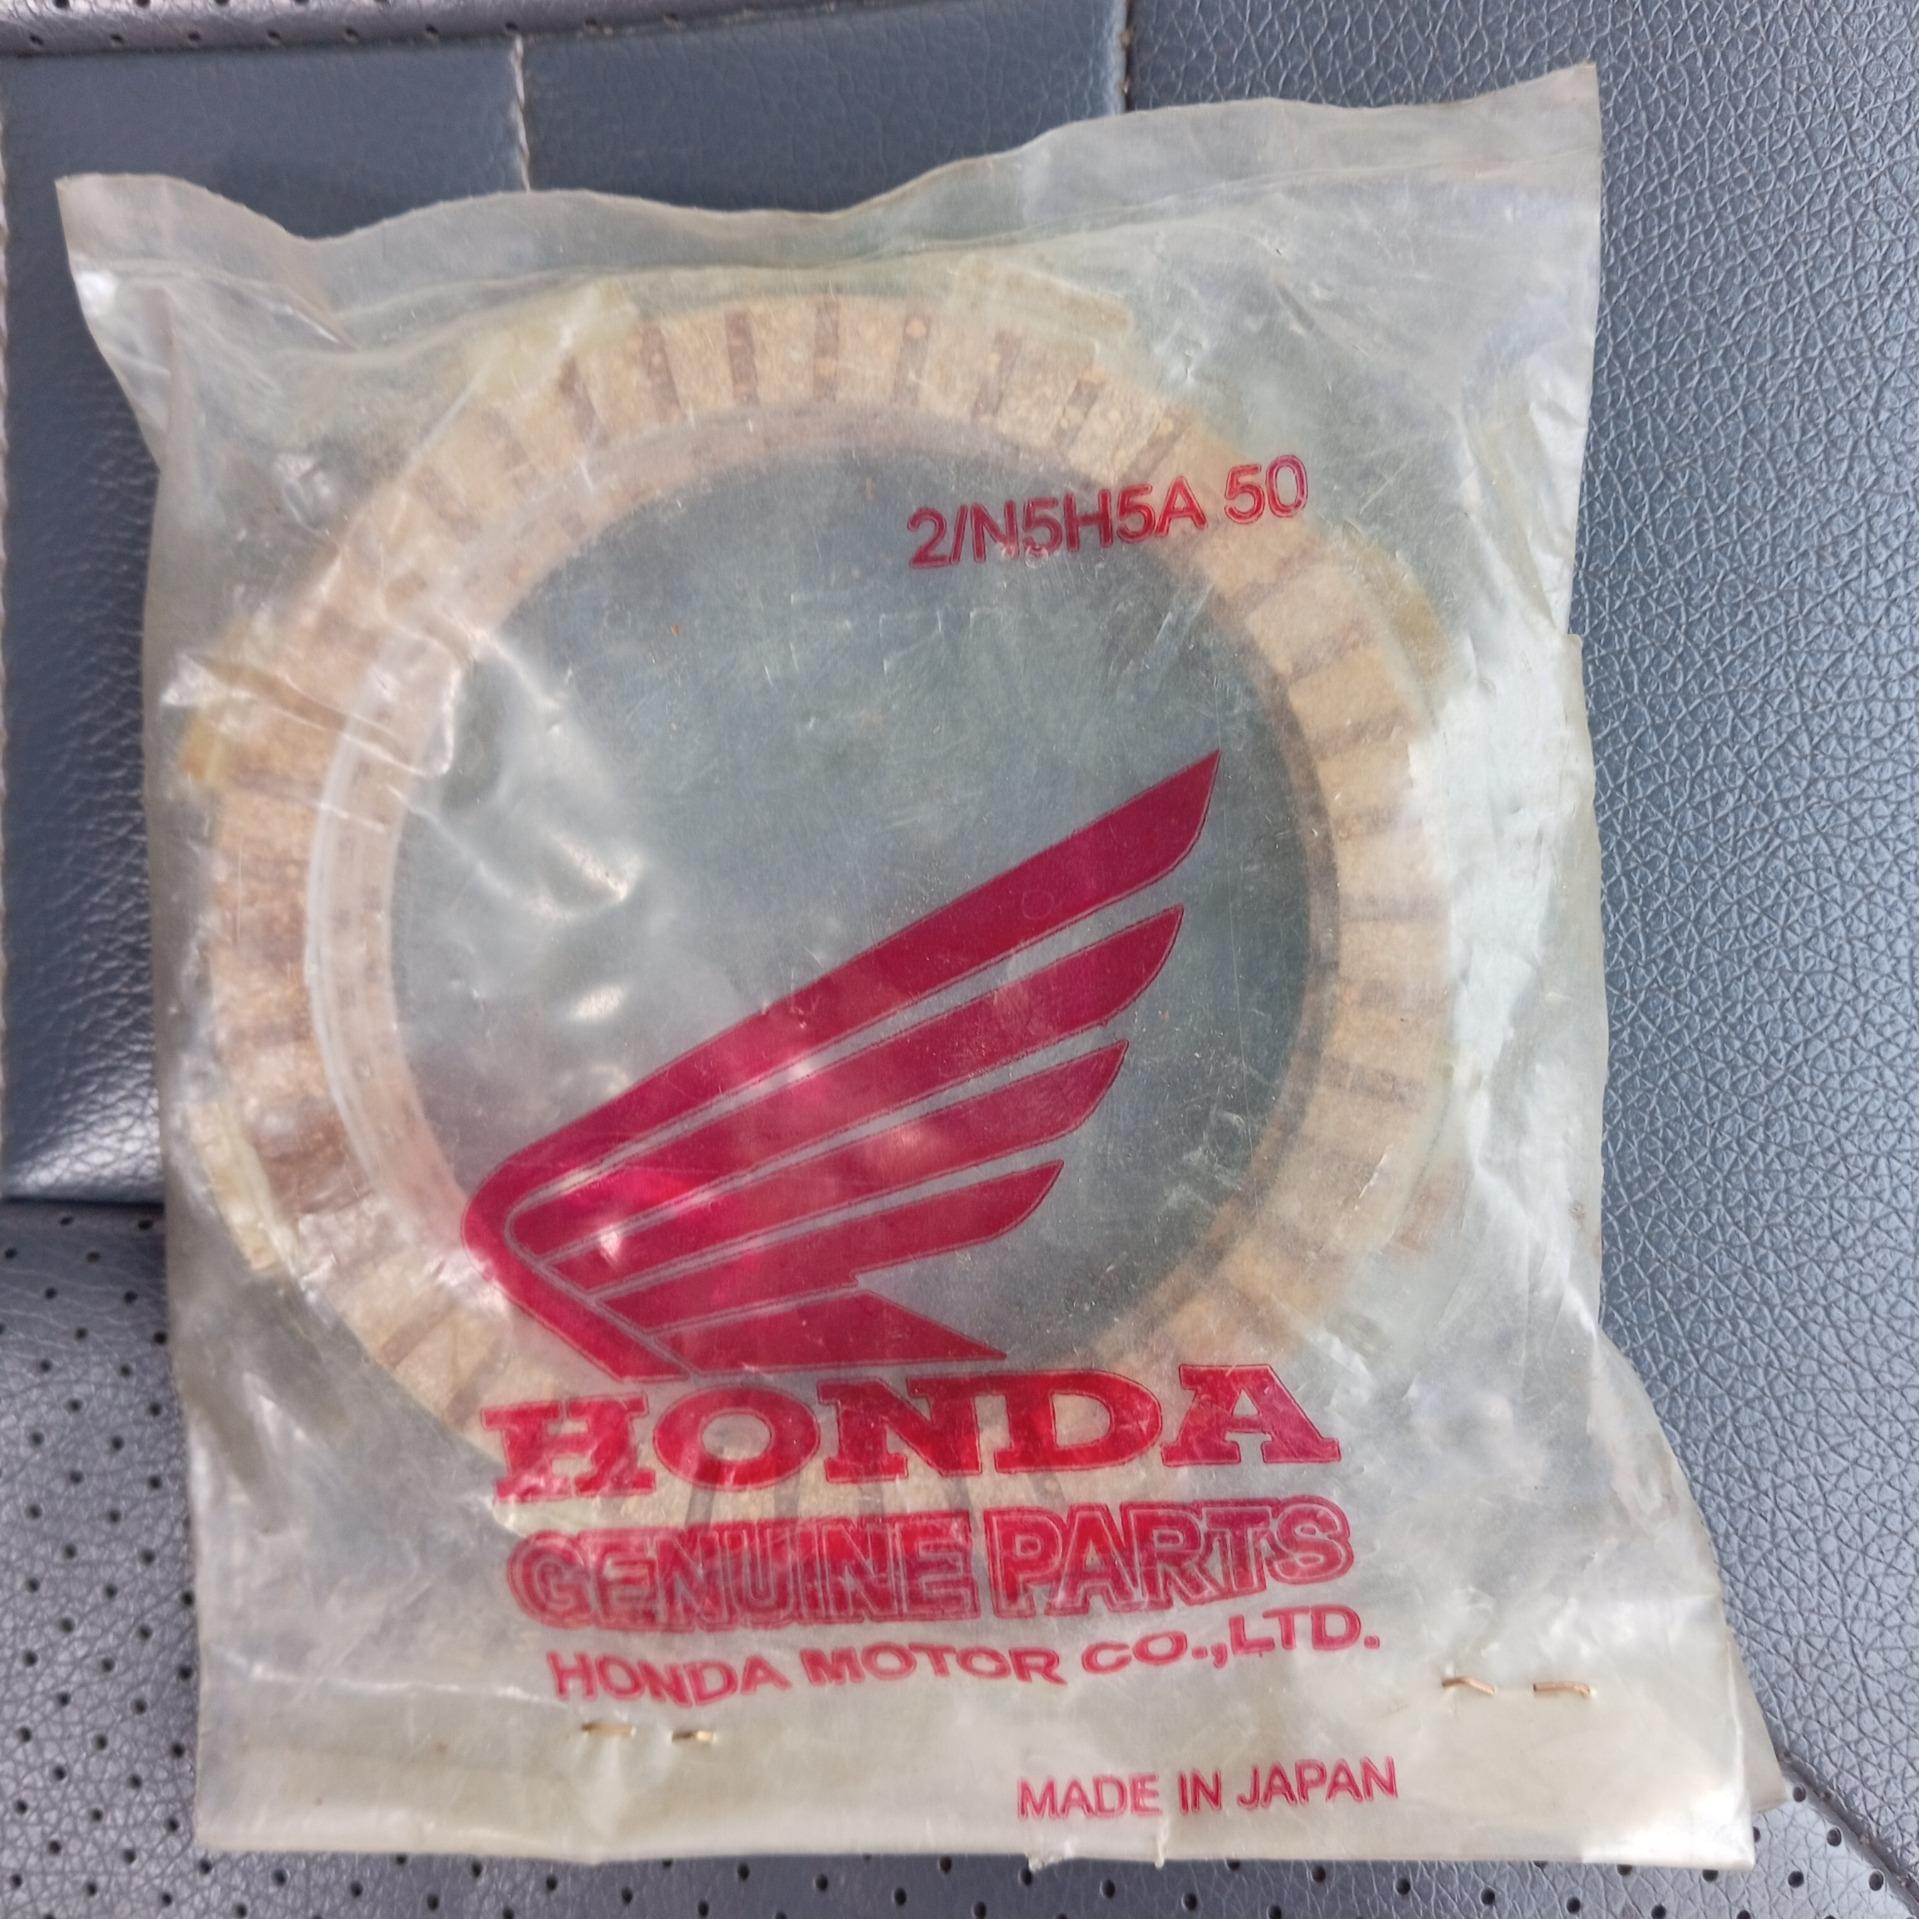 2/N5H5A 50
HONDA
GENUINE PARTS
HONDA MOTOR CO.,LTD.
MADE IN JAPAN